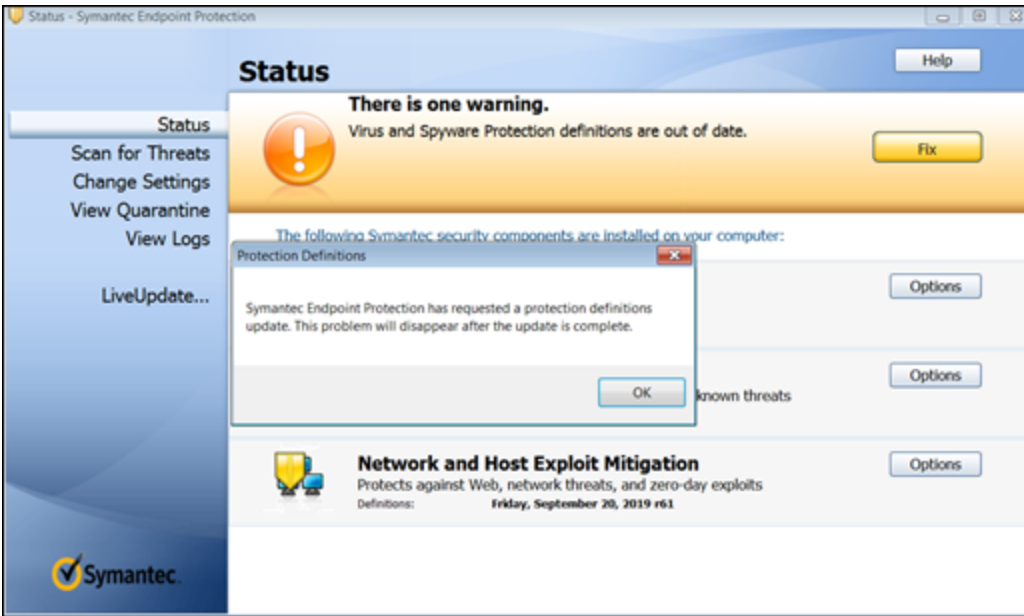 Status - Symantec Endpoint Protection
Status
Help
There is one warning.
Virus and Spyware Protection definitions are out of date.
Fix
Status
Scan for Threats
Change Settings
View Quarantine
View Logs
LiveUpdate...
The following Symantec security components are installed on your computer:
Protection Definitions
Symantec Endpoint Protection has requested a protection definitions
update. This problem will disappear after the update is complete.
OK
Options
Options
known threats
Network and Host Exploit Mitigation
Options
Protects against Web, network threats, and zero-day exploits
Definitions: Friday, September 20, 2019 r61
Symantec.